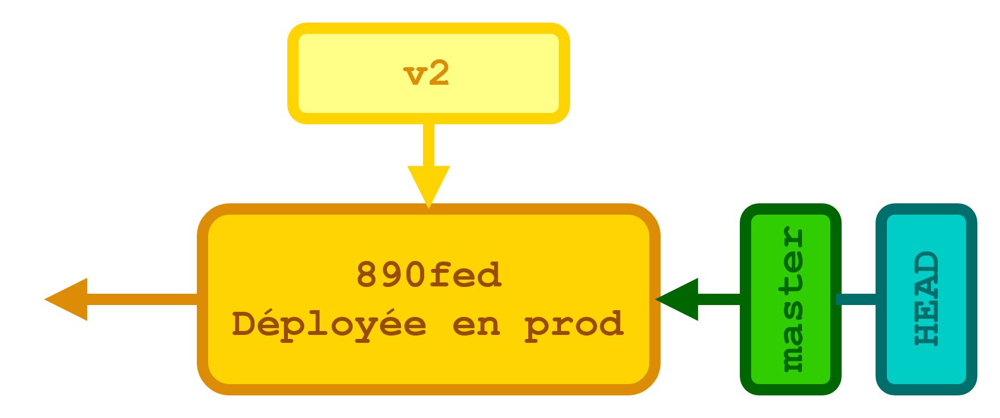 v2
890fed
Déployée en prod
master
HEAD